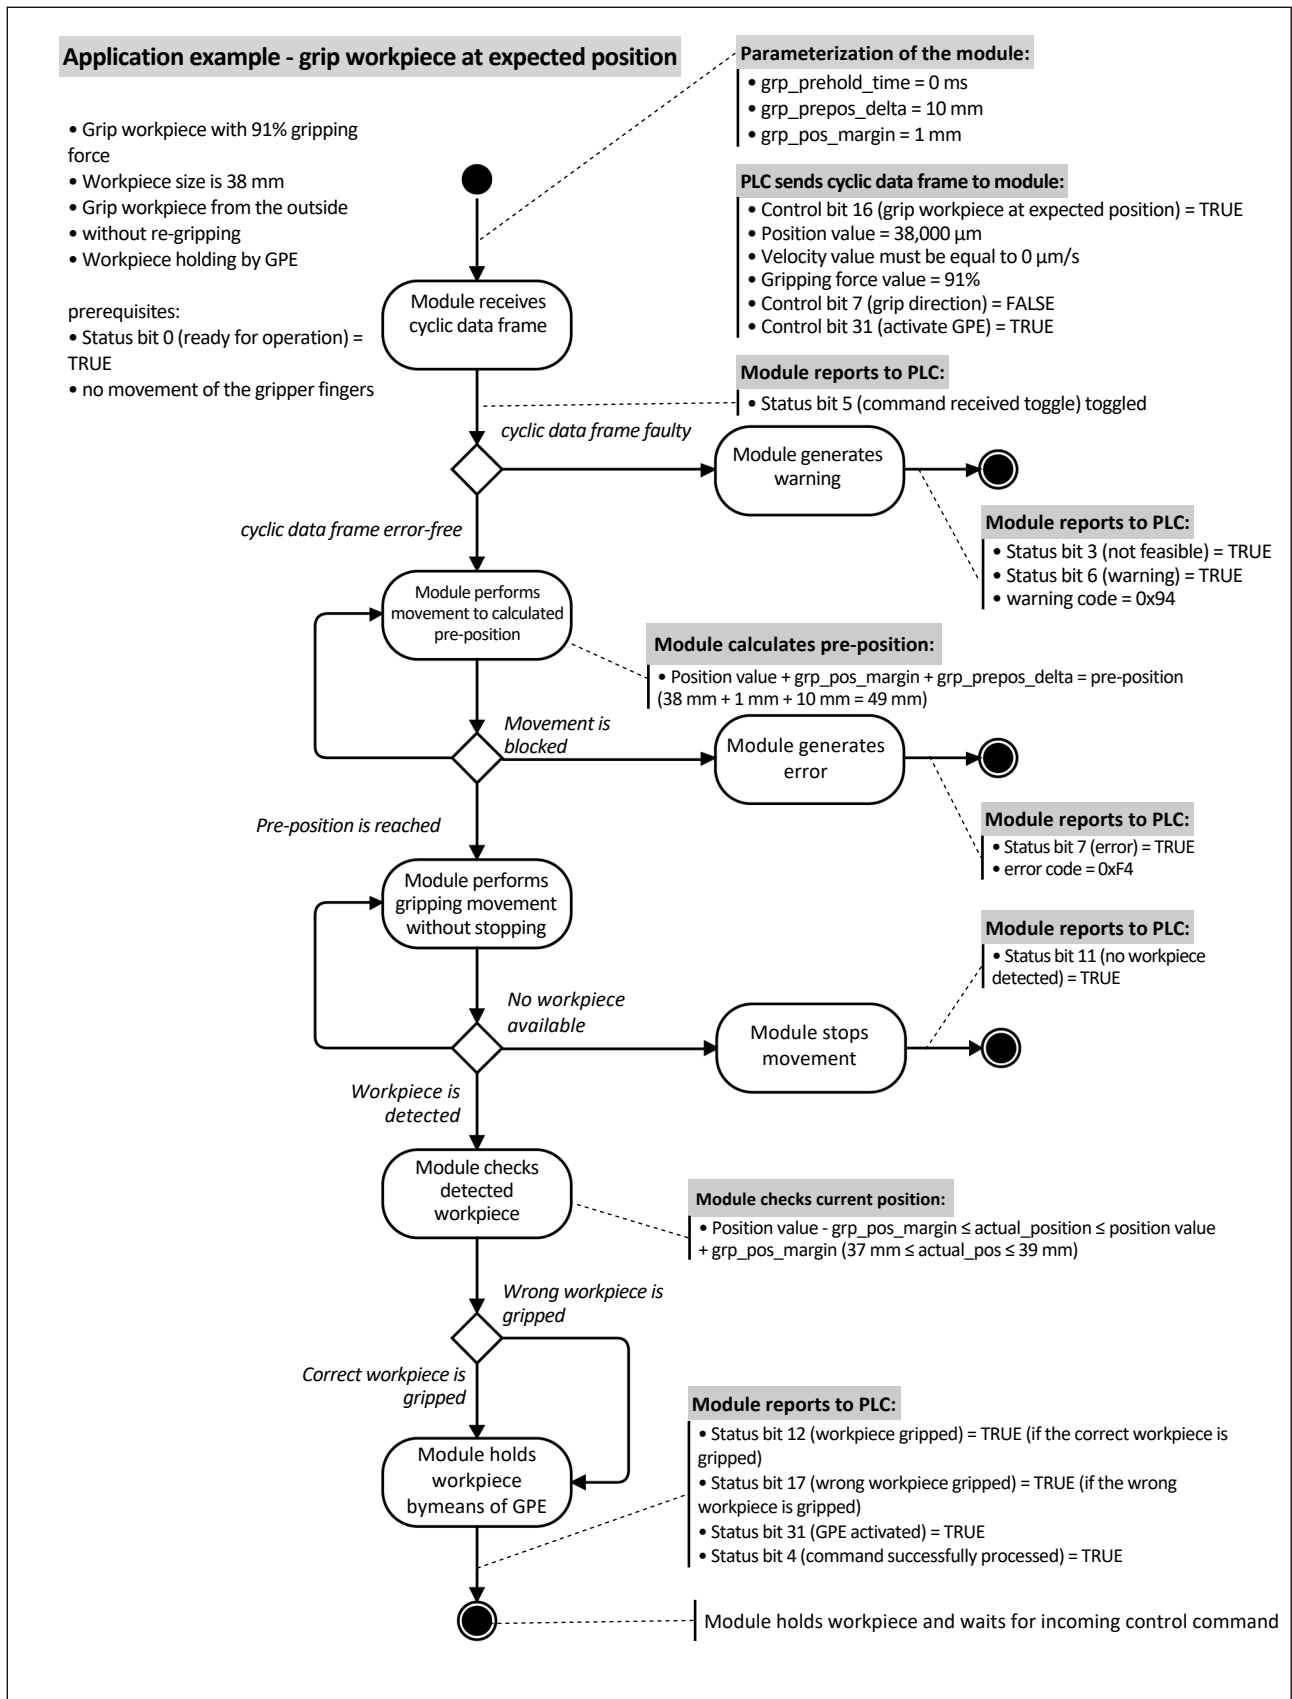 Application example - grip workpiece at expected position
• Grip workpiece with 91% gripping
force
• Workpiece size is 38 mm
• Grip workpiece from the outside
• without re-gripping
• Workpiece holding by GPE
prerequisites:
• Status bit 0 (ready for operation) =
TRUE
• no movement of the gripper fingers
Parameterization of the module:
• grp_prehold_time = 0 ms
• grp_prepos_delta = 10 mm
• grp_pos_margin = 1 mm
PLC sends cyclic data frame to module:
• Control bit 16 (grip workpiece at expected position) = TRUE
• Position value = 38,000 µm
• Velocity value must be equal to 0 µm/s
• Gripping force value = 91%
• Control bit 7 (grip direction) = FALSE
• Control bit 31 (activate GPE) = TRUE
Module receives
cyclic data frame
Module reports to PLC:
• Status bit 5 (command received toggle) toggled
cyclic data frame faulty
Module generates
warning
Module reports to PLC:
• Status bit 3 (not feasible) = TRUE
• Status bit 6 (warning) = TRUE
• warning code = 0x94
cyclic data frame error-free
Module performs
movement to calculated
pre-position
Module calculates pre-position:
• Position value + grp_pos_margin + grp_prepos_delta = pre-position
(38 mm + 1 mm + 10 mm = 49 mm)
Movement is
blocked
Module generates
error
Module reports to PLC:
• Status bit 7 (error) = TRUE
• error code = 0xF4
Pre-position is reached
Module performs
gripping movement
without stopping
Module reports to PLC:
• Status bit 11 (no workpiece
detected) = TRUE
No workpiece
available
Module stops
movement
Workpiece is
detected
Module checks
detected
workpiece
Module checks current position:
• Position value - grp_pos_margin ≤ actual_position ≤ position value
+ grp_pos_margin (37 mm ≤ actual_pos ≤ 39 mm)
Wrong workpiece is
gripped
Correct workpiece is
gripped
Module holds
workpiece
bymeans of GPE
Module reports to PLC:
• Status bit 12 (workpiece gripped) = TRUE (if the correct workpiece is
gripped)
• Status bit 17 (wrong workpiece gripped) = TRUE (if the wrong
workpiece is gripped)
• Status bit 31 (GPE activated) = TRUE
• Status bit 4 (command successfully processed) = TRUE
Module holds workpiece and waits for incoming control command